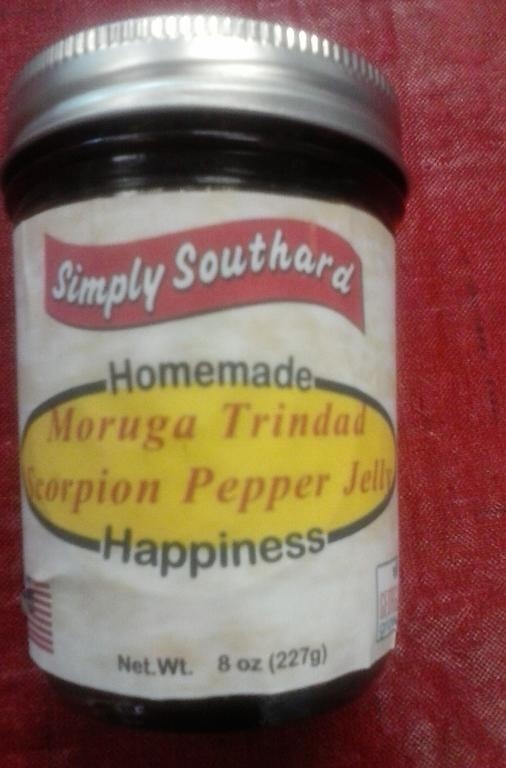 Simply Southard
Homemade
Moruga Trindad
Scorpion Pepper Jelly
Happiness
Net.Wt. 8 oz (227g)